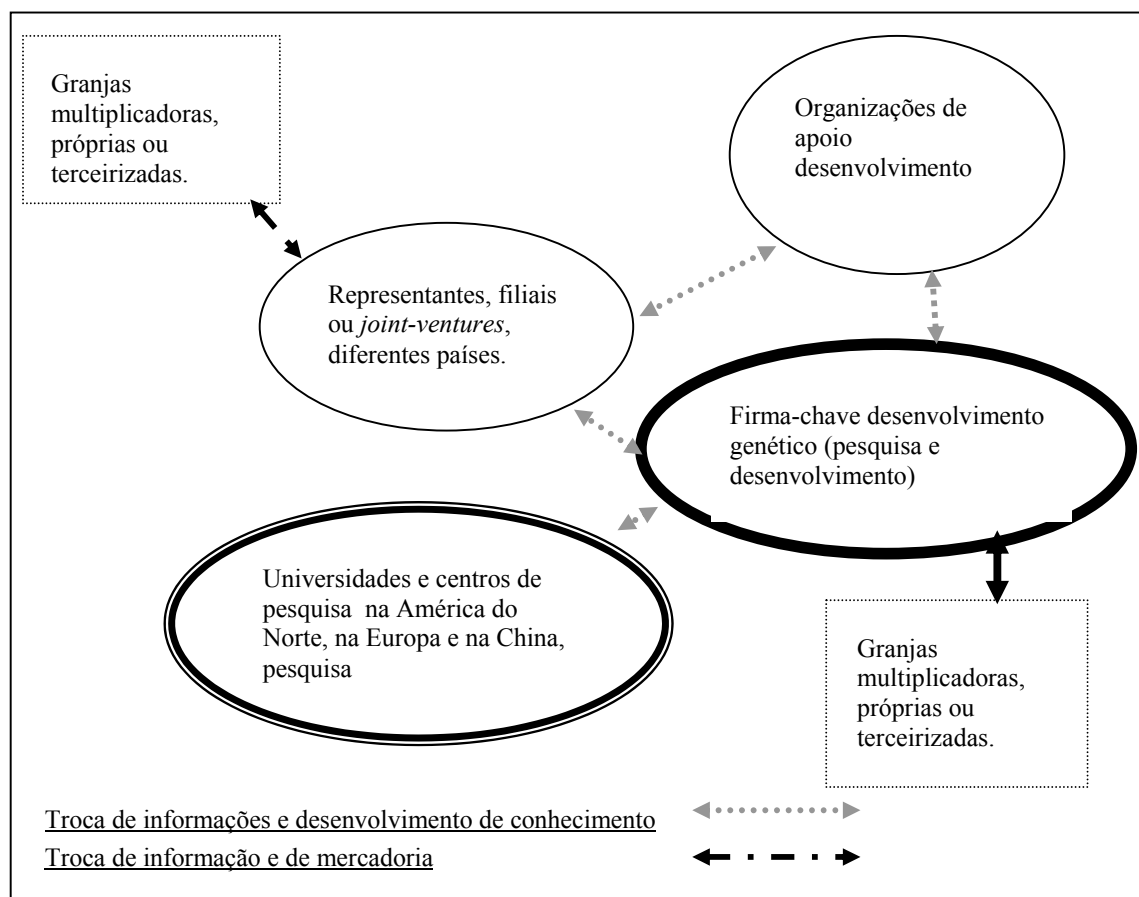 Granjas
multiplicadoras,
próprias ou
terceirizadas.
Organizações de
apoio
desenvolvimento
Representantes, filiais
ou joint-ventures,
diferentes países.
Firma-chave desenvolvimento
genético (pesquisa e
desenvolvimento)
Universidades e centros de
pesquisa na América do
Norte, na Europa e na China,
pesquisa
Granjas
multiplicadoras,
próprias ou
terceirizadas.
Troca de informações e desenvolvimento de conhecimento
Troca de informação e de mercadoria